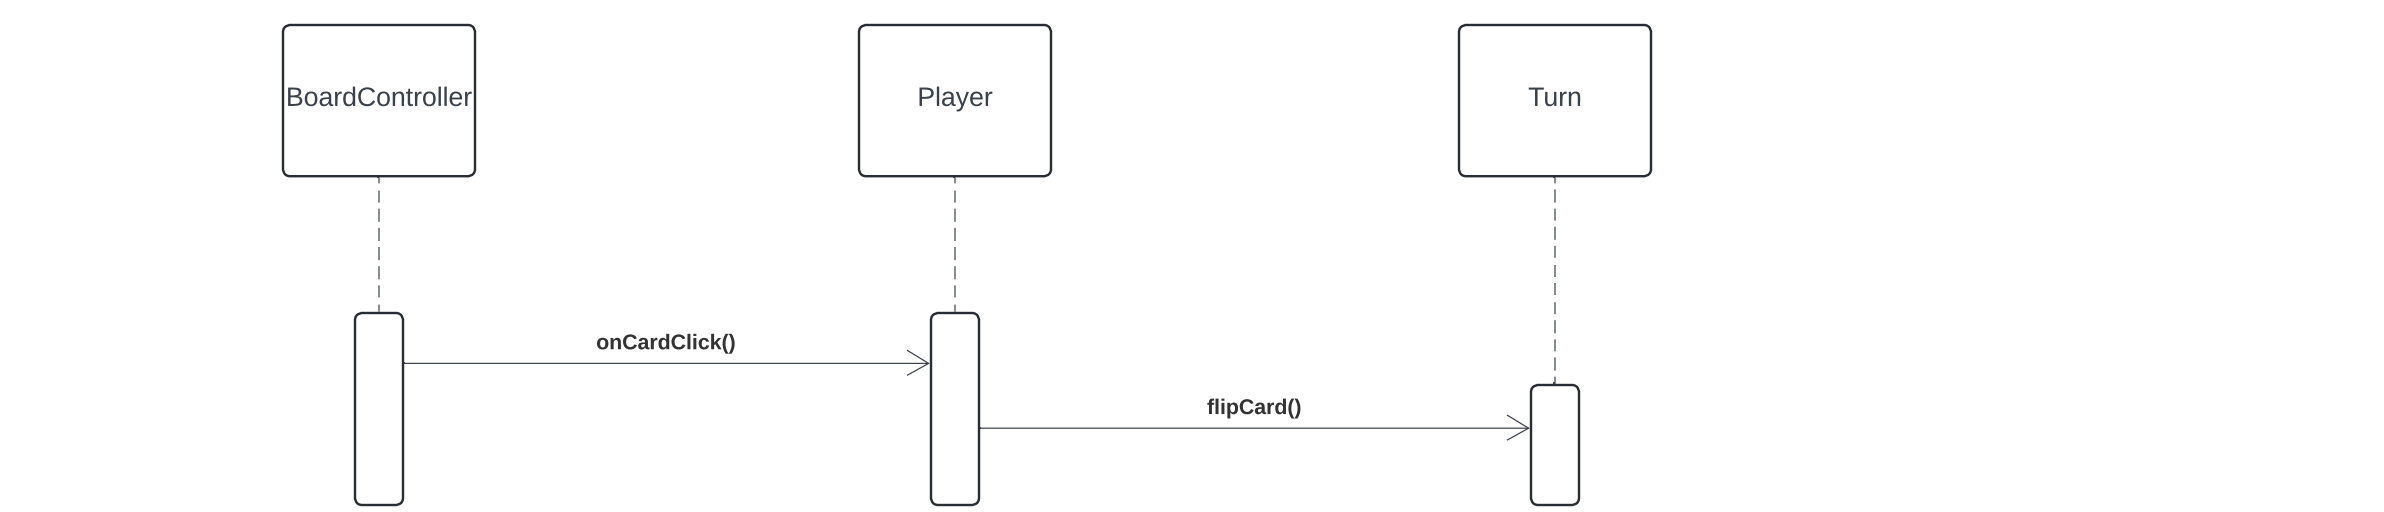 BoardController
Player
Turn
onCardClick()
flipCard()